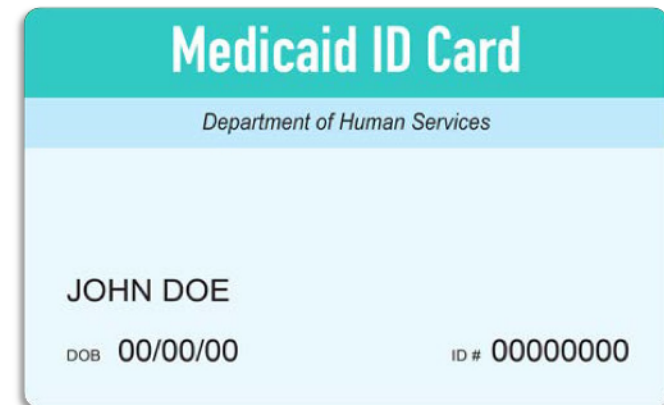 Medicaid ID Card
Department of Human Services
JOHN DOE
DOB 00/00/00 ID # 00000000